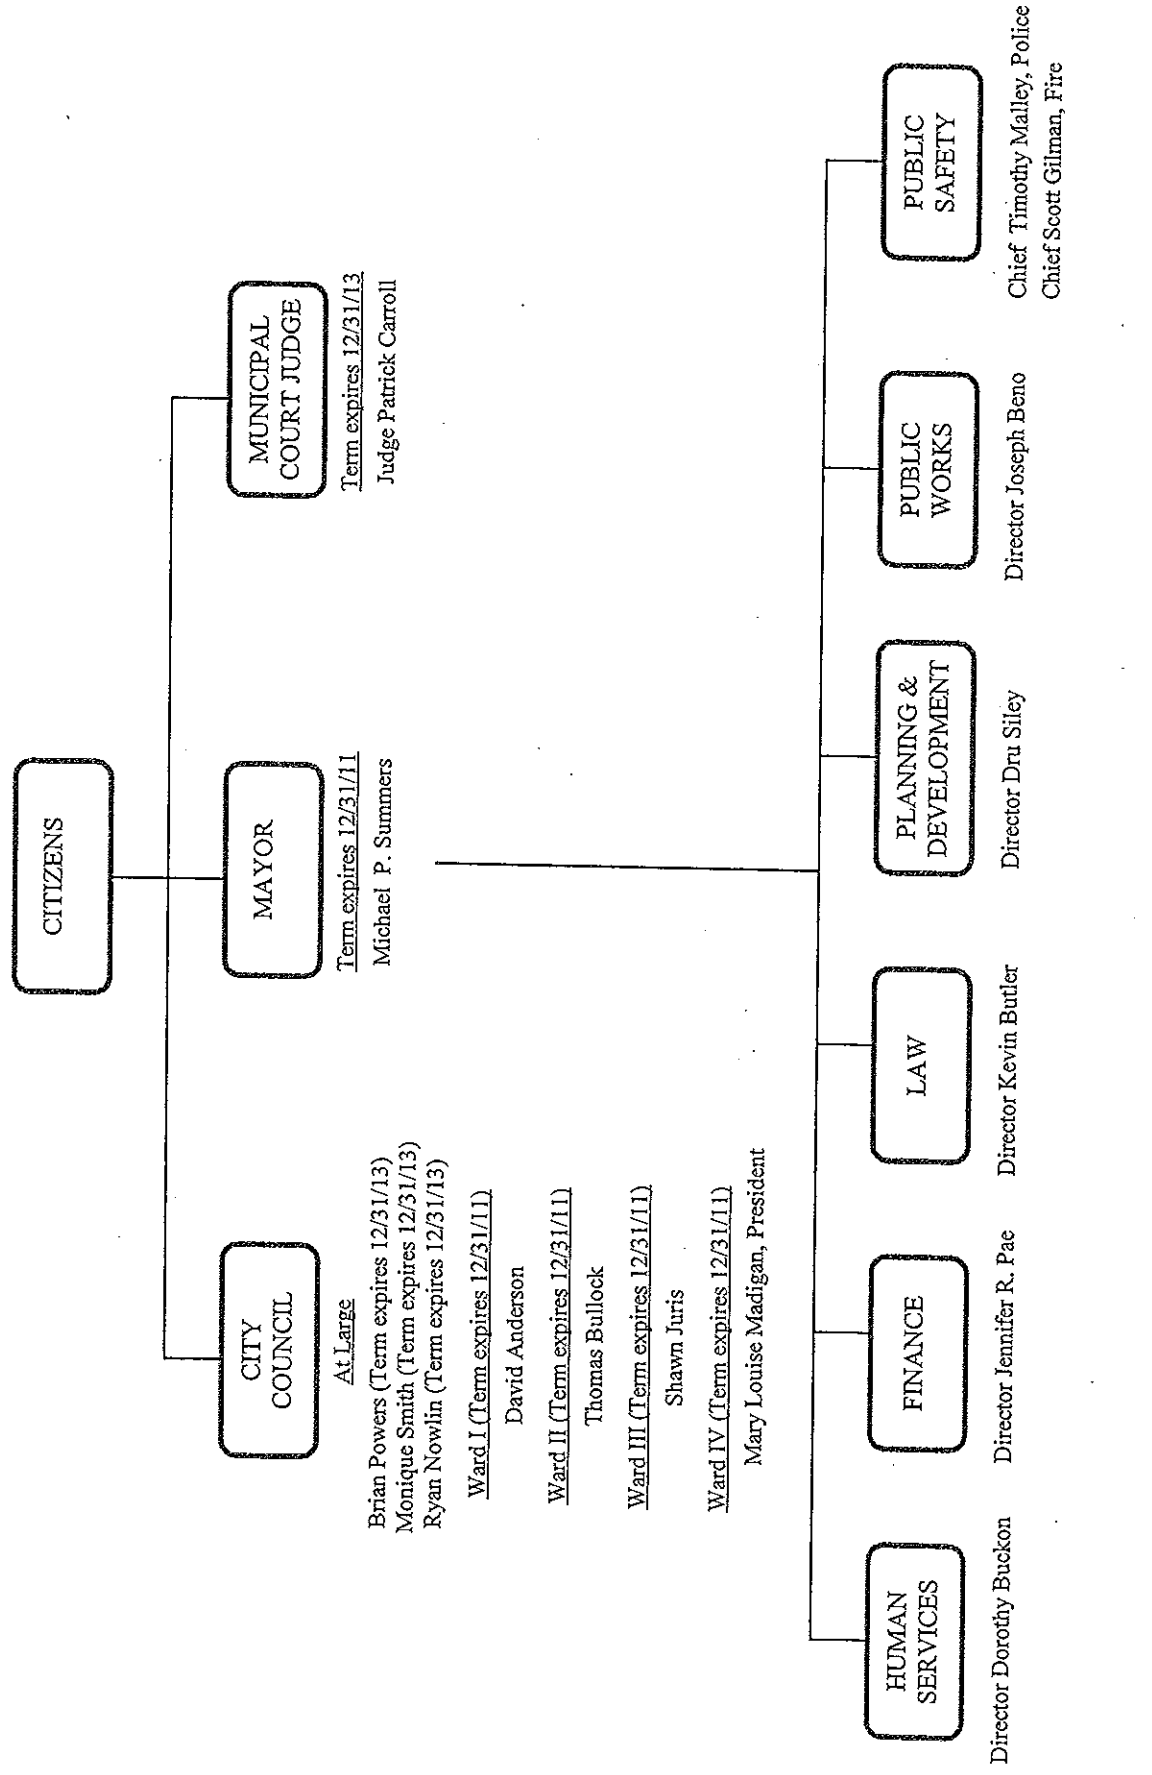 CITIZENS
CITY
COUNCIL
At Large
Brian Powers (Term expires 12/31/13)
Monique Smith (Term expires 12/31/13)
Ryan Nowlin (Term expires 12/31/13)
Ward I (Term expires 12/31/11)
David Anderson
Ward II (Term expires 12/31/11)
Thomas Bullock
Ward III (Term expires 12/31/11)
Shawn Juris
Ward IV (Term expires 12/31/11)
Mary Louise Madigan, President
MAYOR
Term expires 12/31/11
Michael P. Summers
MUNICIPAL
COURT JUDGE
Term expires 12/31/13
Judge Patrick Carroll
HUMAN
SERVICES
Director Dorothy Buckon
FINANCE
Director Jennifer R. Pae
LAW
Director Kevin Butler
PLANNING &
DEVELOPMENT
Director Dru Siley
PUBLIC
WORKS
Director Joseph Beno
PUBLIC
SAFETY
Chief Timothy Malley, Police
Chief Scott Gilman, Fire